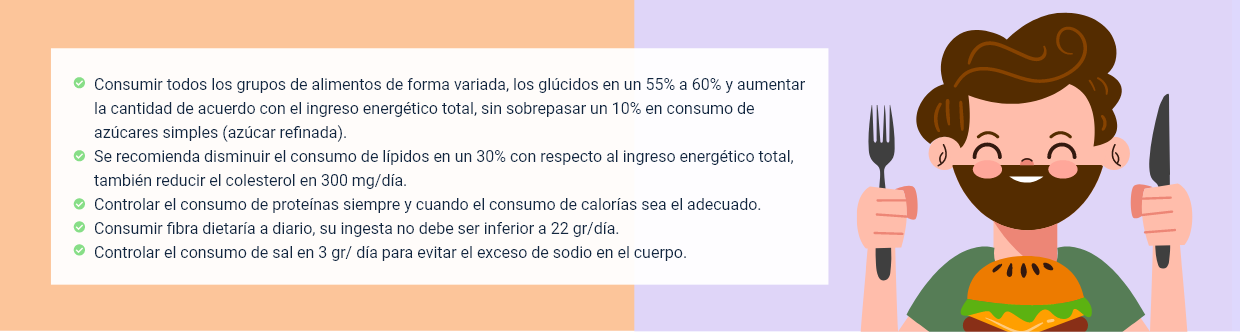 Consumir todos los grupos de alimentos de forma variada, los glúcidos en un 55% a 60% y aumentar
la cantidad de acuerdo con el ingreso energético total, sin sobrepasar un 10% en consumo de
azúcares simples (azúcar refinada).
Se recomienda disminuir el consumo de lípidos en un 30% con respecto al ingreso energético total,
también reducir el colesterol en 300 mg/día.
Controlar el consumo de proteínas siempre y cuando el consumo de calorías sea el adecuado.
Consumir fibra dietaría a diario, su ingesta no debe ser inferior a 22 gr/día.
Controlar el consumo de sal en 3 gr/ día para evitar el exceso de sodio en el cuerpo.